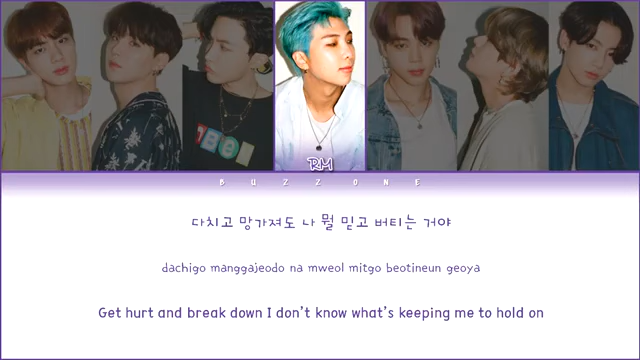 RM
BUZZONE
다치고 망가져도 나 뭘 믿고 버티는 거야
dachigo manggajeodo na mweol mitgo beotineun geoya
Get hurt and break down I don't know what's keeping me to hold on